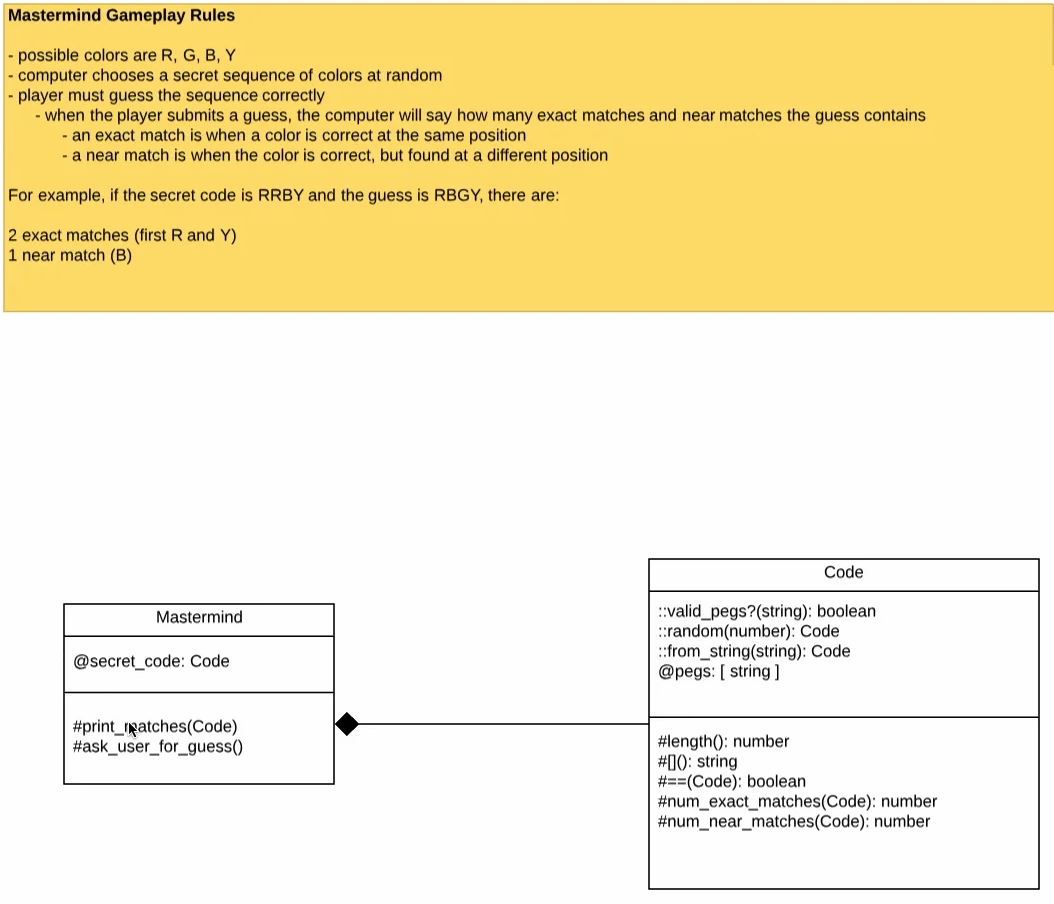 Mastermind Gameplay Rules
- possible colors are R, G, B, Y
- computer chooses a secret sequence of colors at random
- player must guess the sequence correctly
- when the player submits a guess, the computer will say how many exact matches and near matches the guess contains
- an exact match is when a color is correct at the same position
- a near match is when the color is correct, but found at a different position
For example, if the secret code is RRBY and the guess is RBGY, there are:
2 exact matches (first R and Y)
1 near match (B)
Mastermind
@secret_code: Code
#print_matches(Code)
#ask_user_for_guess()
Code
::valid_pegs?(string): boolean
::random(number): Code
::from_string(string): Code
@pegs: [ string ]
#length(): number
#[](): string
#==(Code): boolean
#num_exact_matches(Code): number
#num_near_matches(Code): number